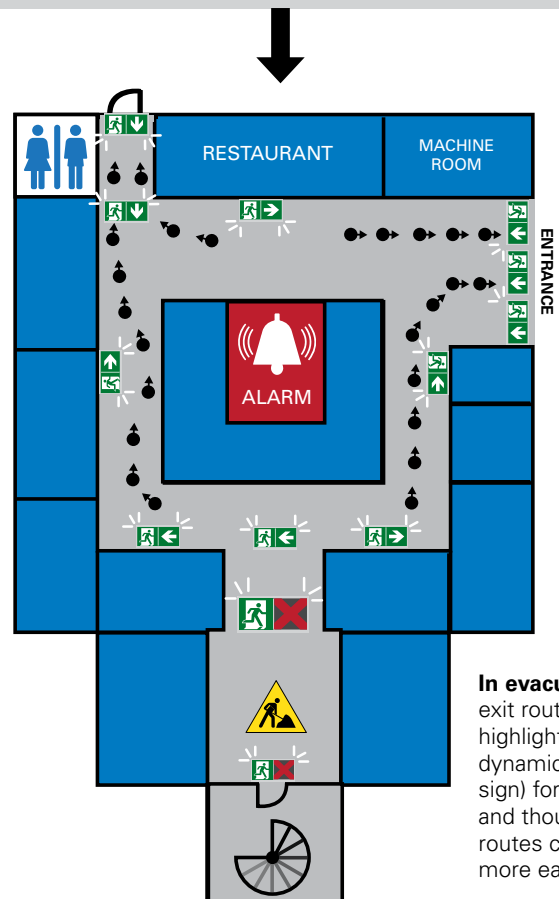 RESTAURANT
MACHINE
ROOM
ENTRANCE
ALARM
In evacu
exit rout
highlight
dynamic
sign) for
and thou
routes c
more ea